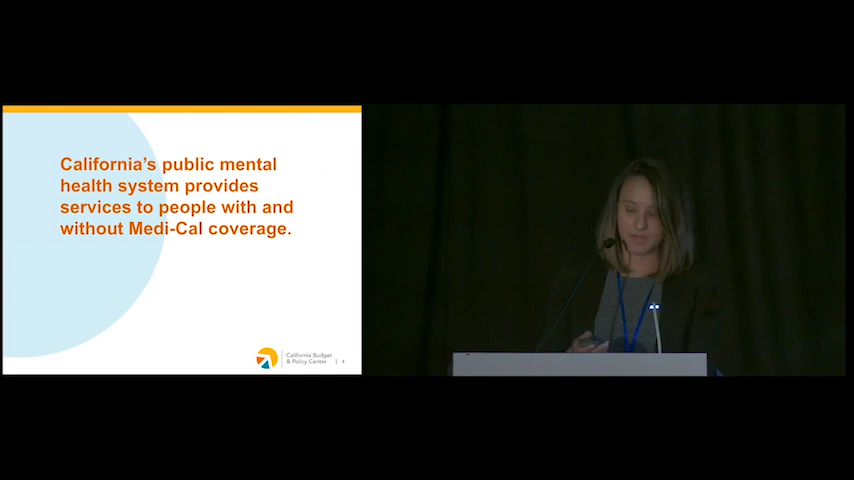 California's public mental
health system provides
services to people with and
without Medi-Cal coverage.
California Budget
& Policy Center | 4